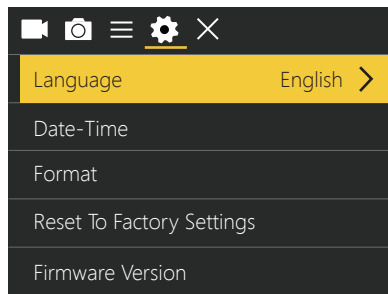 Language English
Date-Time
Format
Reset To Factory Settings
Firmware Version